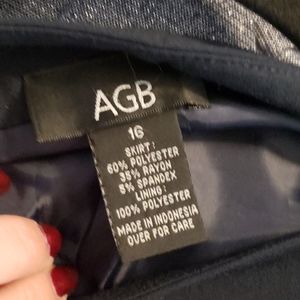 AGB
16
SKIRT:
60% POLYESTER
35% RAYON
5% SPANDEX
LINING:
100% POLYESTER
MADE IN INDONESIA
OVER FOR CARE